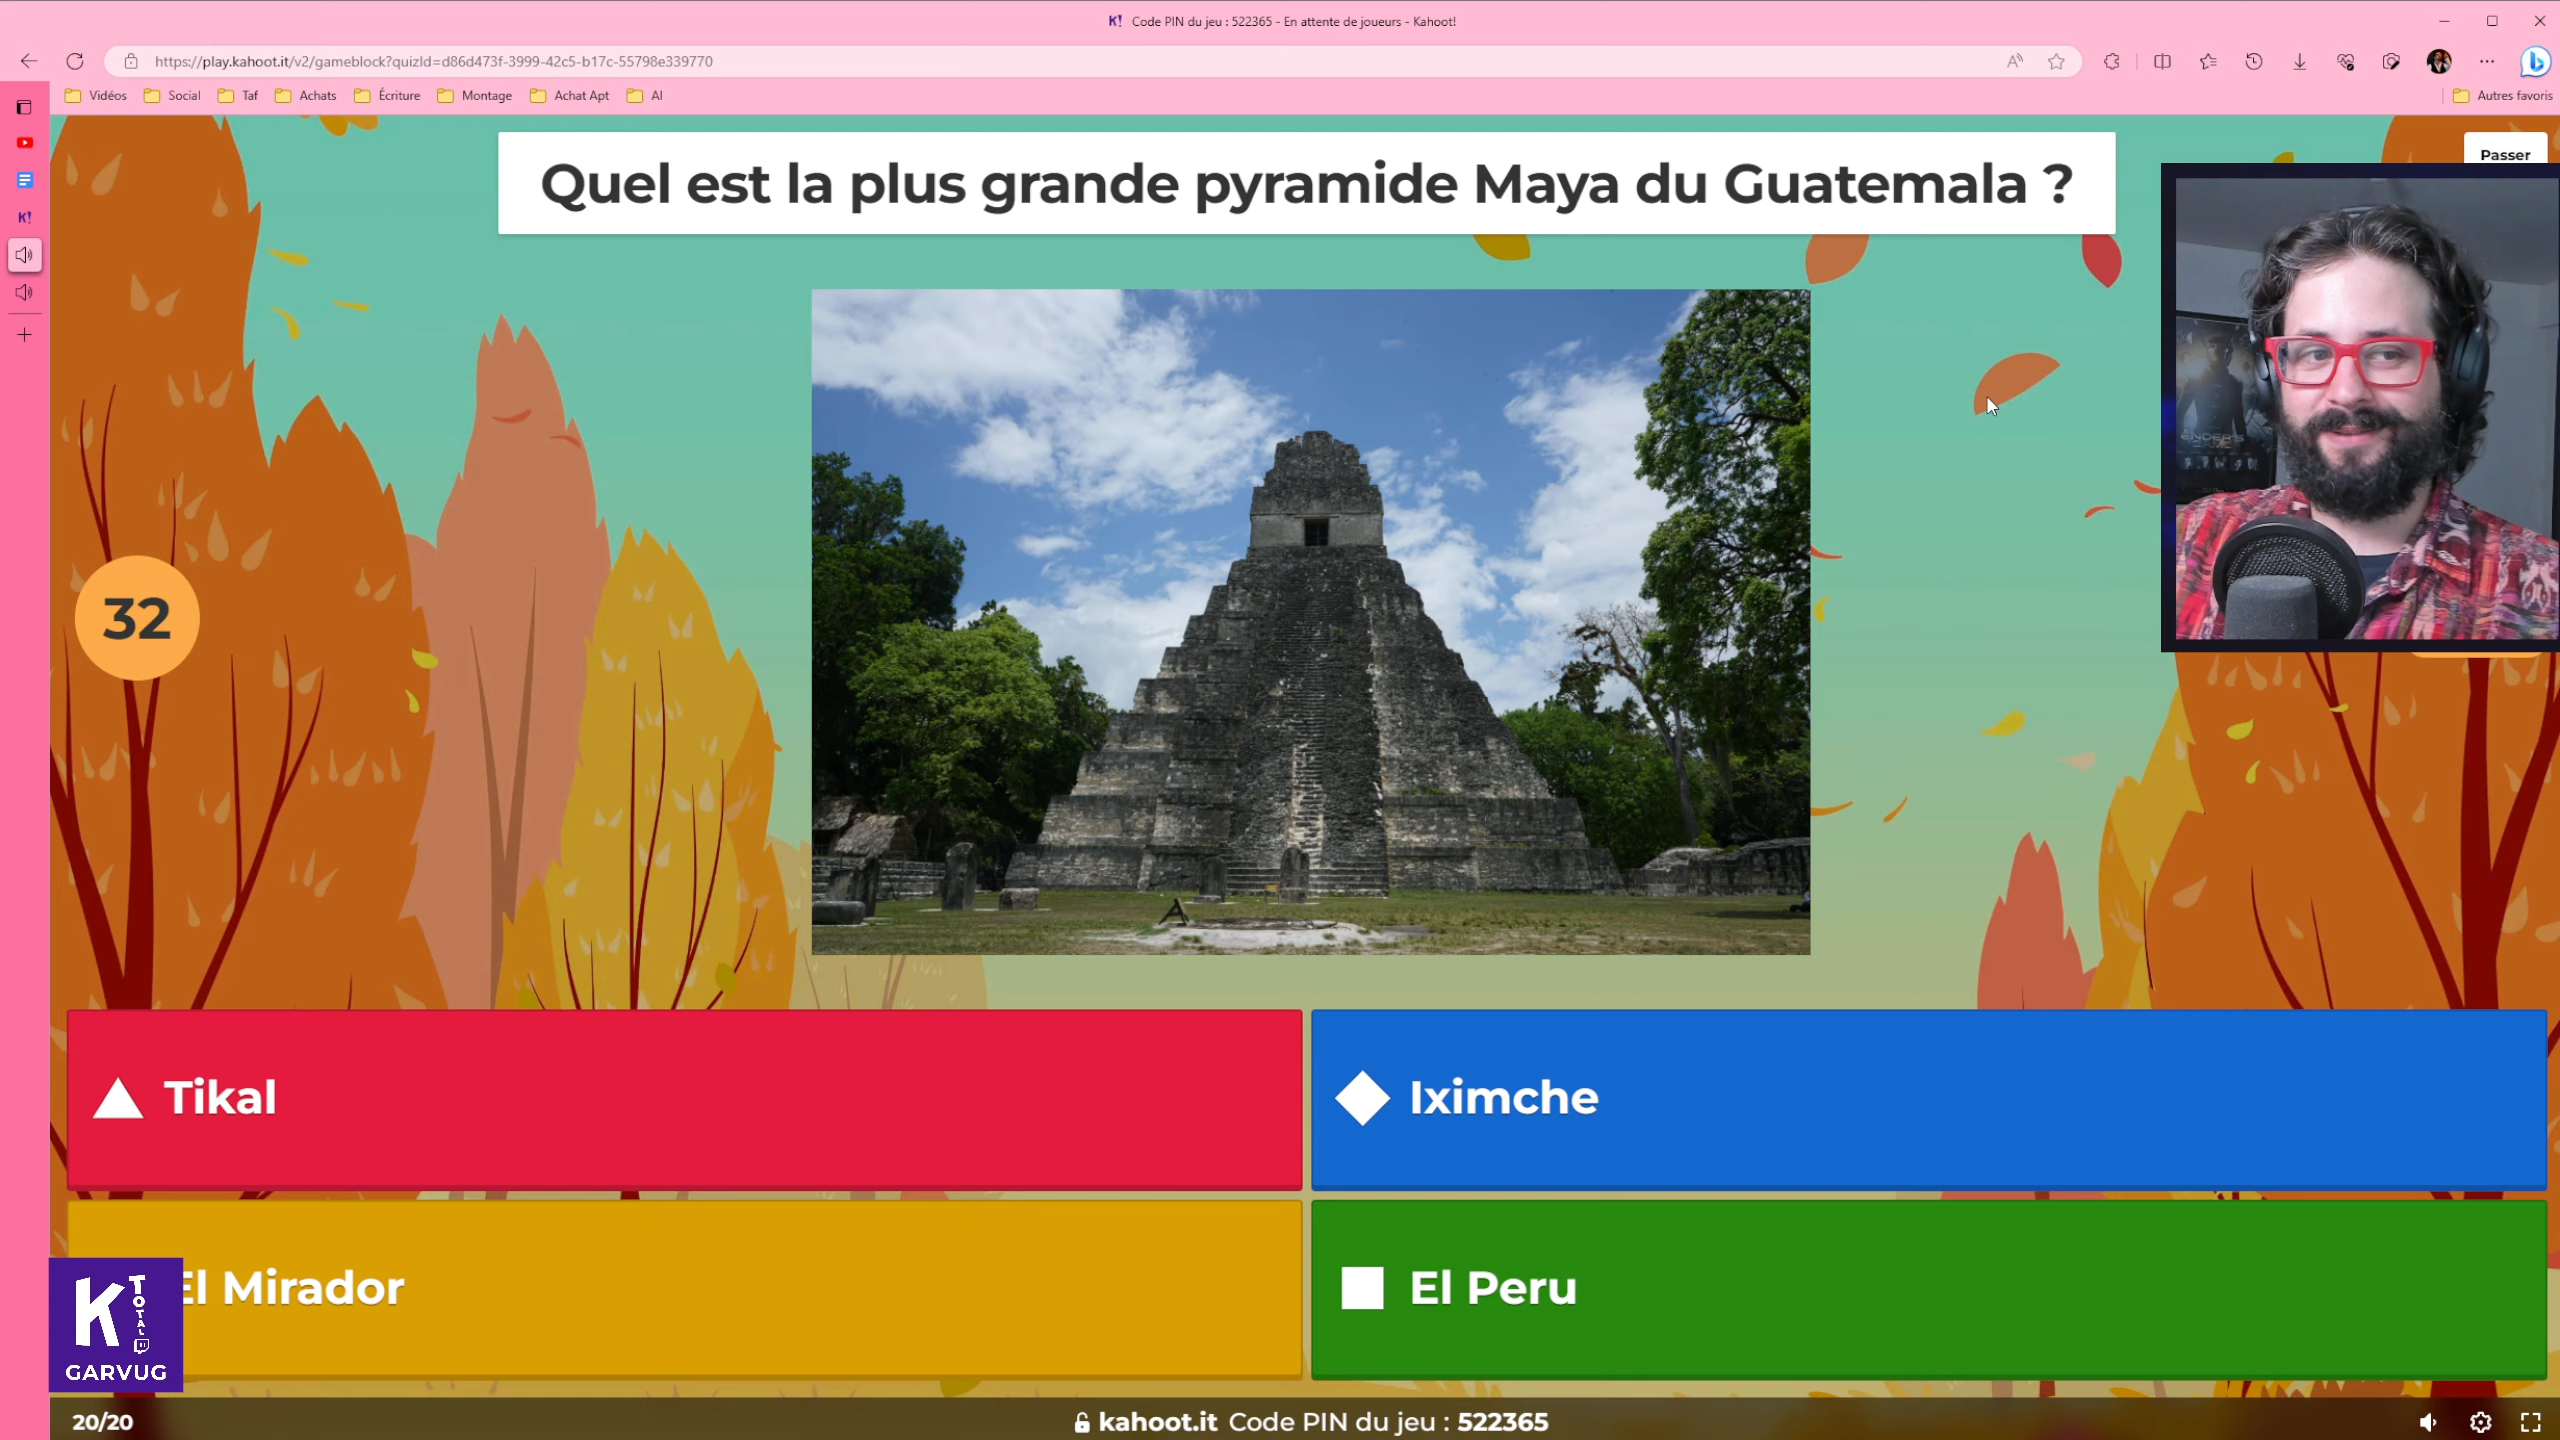 Code PIN du jeu : 522365 - En attente de joueurs - Kahoot!
https://play.kahoot.it/v2/gameblock?quizId=d86d473f-3999-42c5-b17c-55798e339770
Vidéos Social Taf Achats Écriture Montage Achat Apt AI Autres favoris
Quel est la plus grande pyramide Maya du Guatemala ?
Passer
ENDER'S
32
Tikal
Iximche
El Mirador
El Peru
K TOTAL
GARVUG
20/20
kahoot.it Code PIN du jeu : 522365